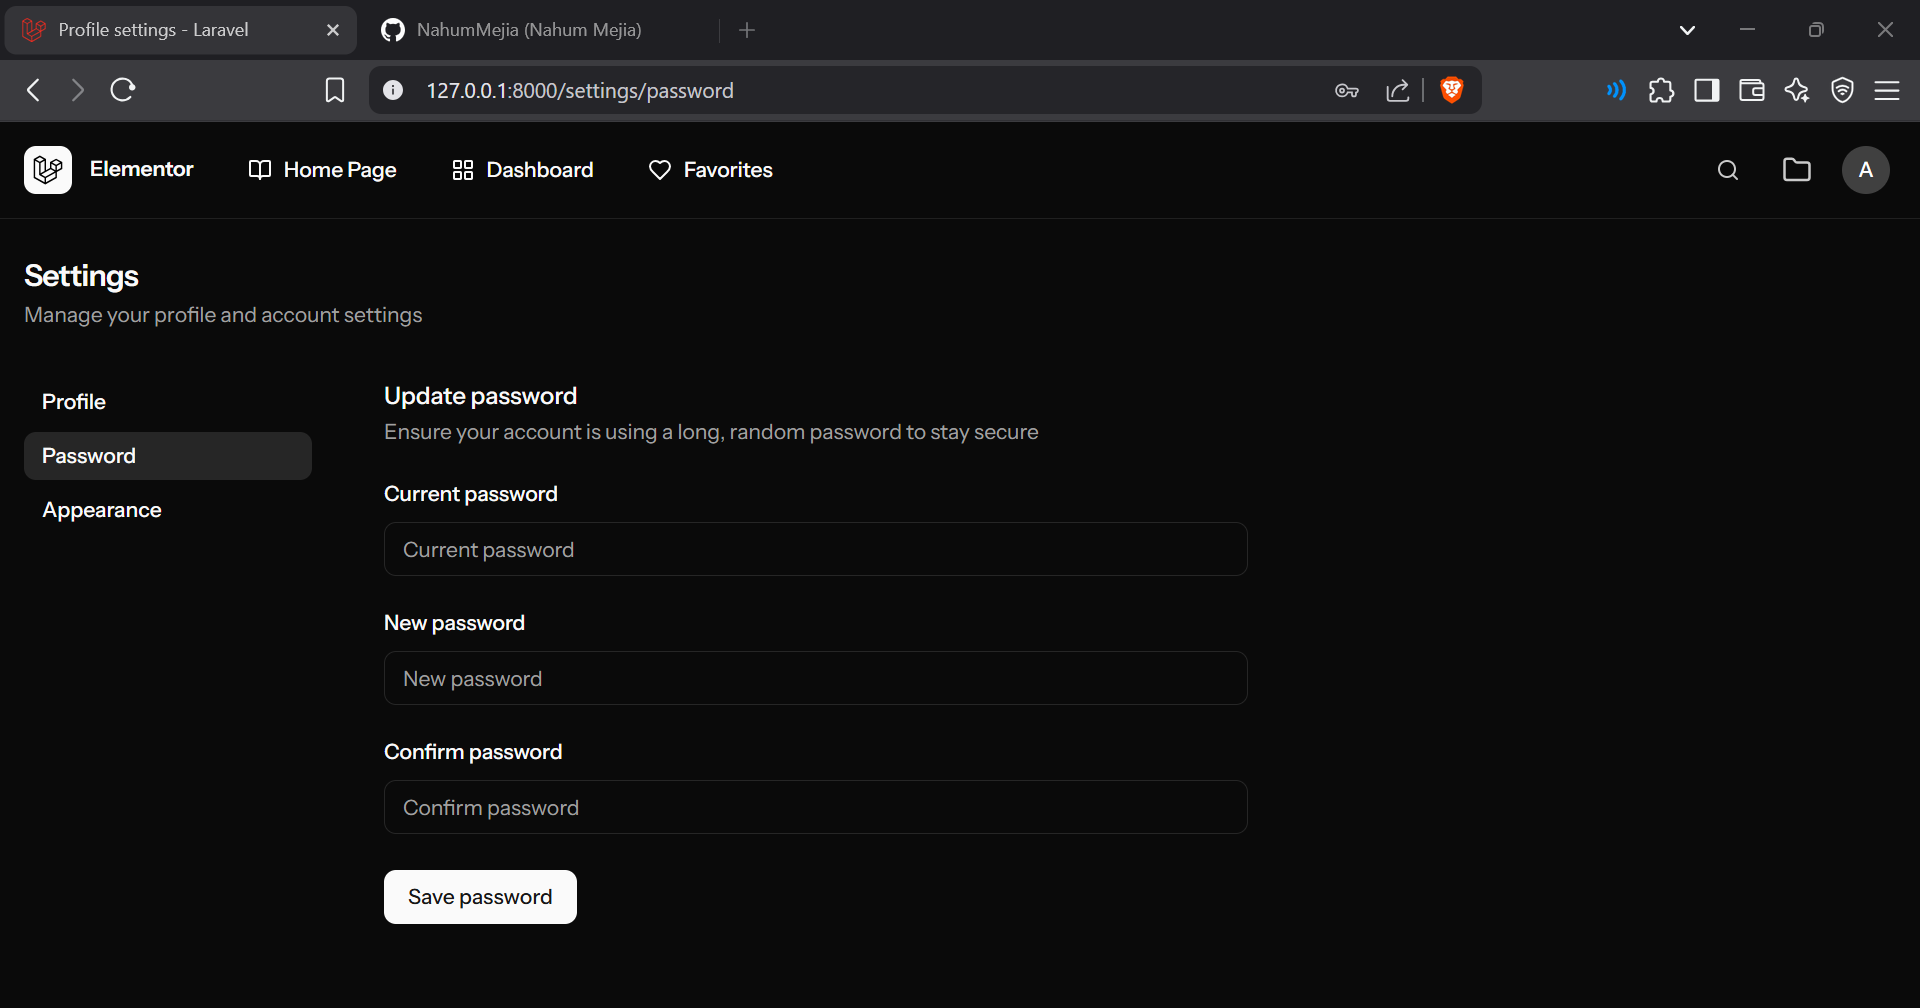 Profile settings - Laravel
NahumMejia (Nahum Mejia)
127.0.0.1:8000/settings/password
Elementor
Home Page
Dashboard
Favorites
A
Settings
Manage your profile and account settings
Profile
Password
Appearance
Update password
Ensure your account is using a long, random password to stay secure
Current password
Current password
New password
New password
Confirm password
Confirm password
Save password